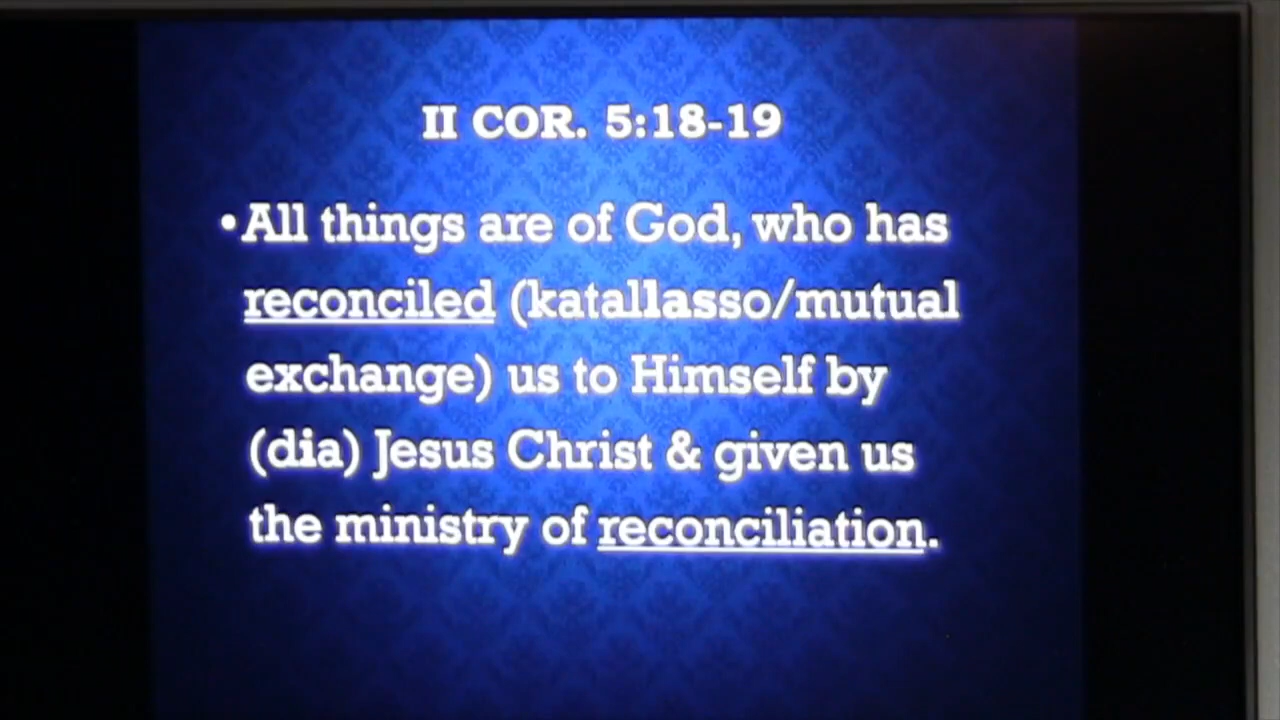 II COR. 5:18-19
• All things are of God, who has
reconciled (katallasso/mutual
exchange) us to Himself by
(dia) Jesus Christ & given us
the ministry of reconciliation.